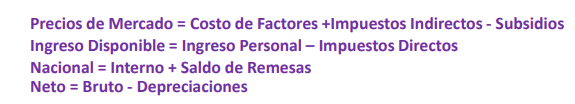 Precios de Mercado = Costo de Factores +Impuestos Indirectos - Subsidios
Ingreso Disponible = Ingreso Personal – Impuestos Directos
Nacional = Interno + Saldo de Remesas
Neto = Bruto - Depreciaciones